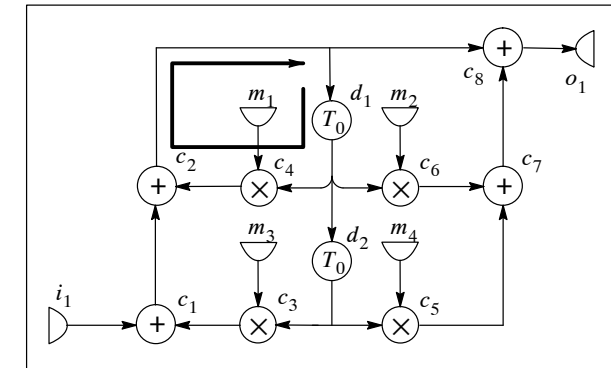 m1 d1 m2 c8 o1
T0
c2 c4 c6 c7
+ × × +
m3 d2 m4
T0
i1 c1 c3 c5
+ × ×
+